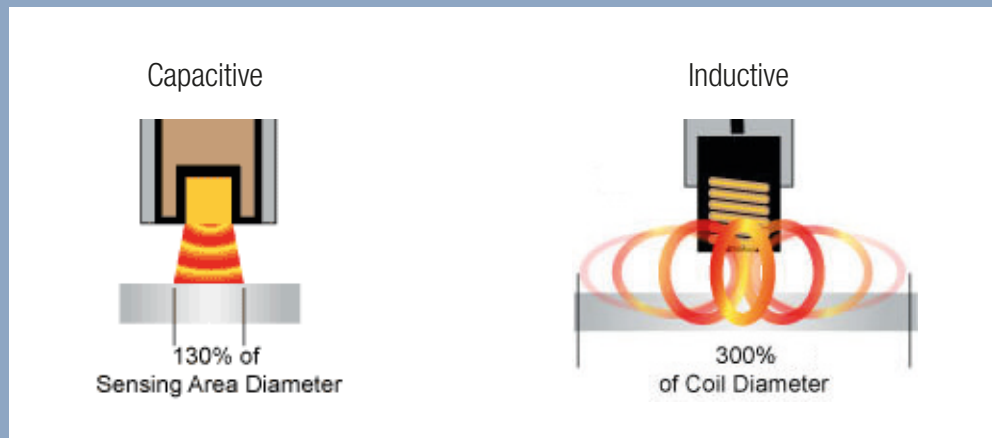 Capacitive
Inductive
130% of
Sensing Area Diameter
300%
of Coil Diameter